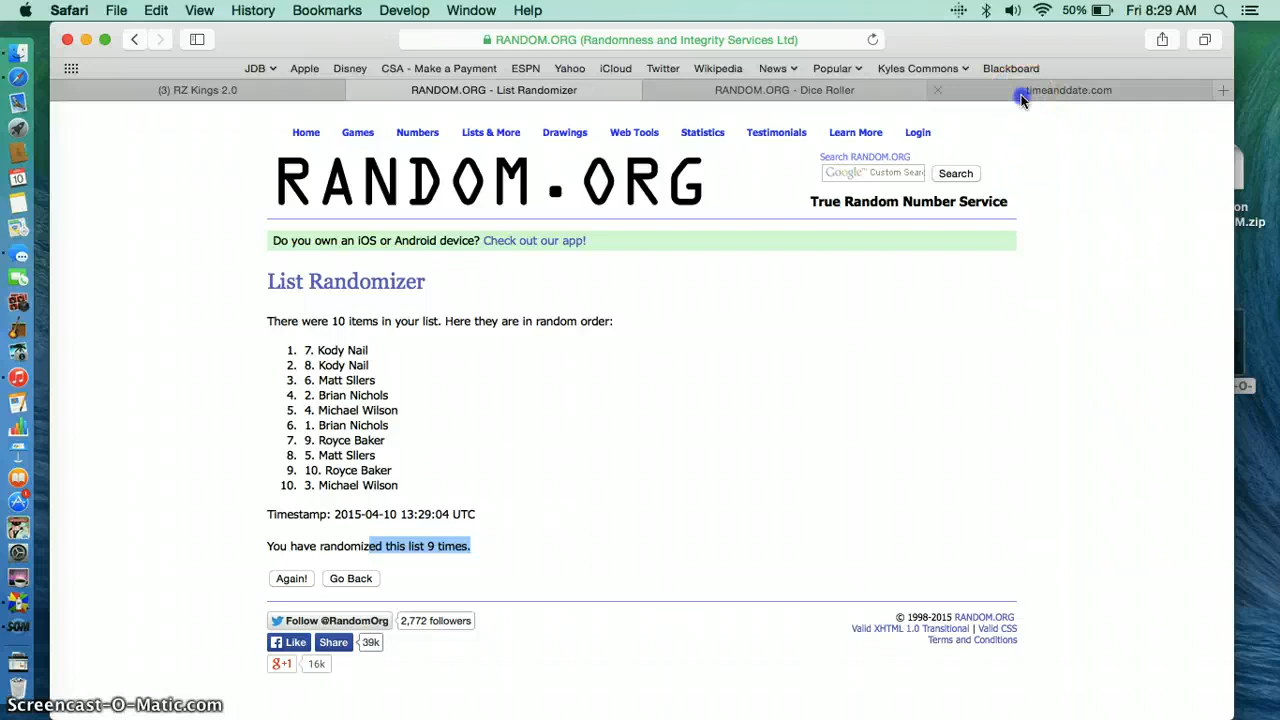 Safari File Edit View History Bookmarks Develop Window Help 50% Fri 8:29 AM
RANDOM.ORG (Randomness and Integrity Services Ltd)
JDB Apple Disney CSA - Make a Payment ESPN Yahoo iCloud Twitter Wikipedia News Popular Kyles Commons Blackboard
(3) RZ Kings 2.0 RANDOM.ORG - List Randomizer RANDOM.ORG - Dice Roller timeanddate.com
Home Games Numbers Lists & More Drawings Web Tools Statistics Testimonials Learn More Login
RANDOM.ORG
Search RANDOM.ORG
Google™ Custom Sear Search
True Random Number Service
Do you own an iOS or Android device? Check out our app!
List Randomizer
There were 10 items in your list. Here they are in random order:
1. 7. Kody Nail
2. 8. Kody Nail
3. 6. Matt Sllers
4. 2. Brian Nichols
5. 4. Michael Wilson
6. 1. Brian Nichols
7. 9. Royce Baker
8. 5. Matt Sllers
9. 10. Royce Baker
10. 3. Michael Wilson
Timestamp: 2015-04-10 13:29:04 UTC
You have randomized this list 9 times.
Again! Go Back
Follow @RandomOrg 2,772 followers
Like Share 39k
+1 16k
© 1998-2015 RANDOM.ORG
Valid XHTML 1.0 Transitional | Valid CSS
Terms and Conditions
on
M.zip
-O-
10
SOM
Screencast-O-Matic.com